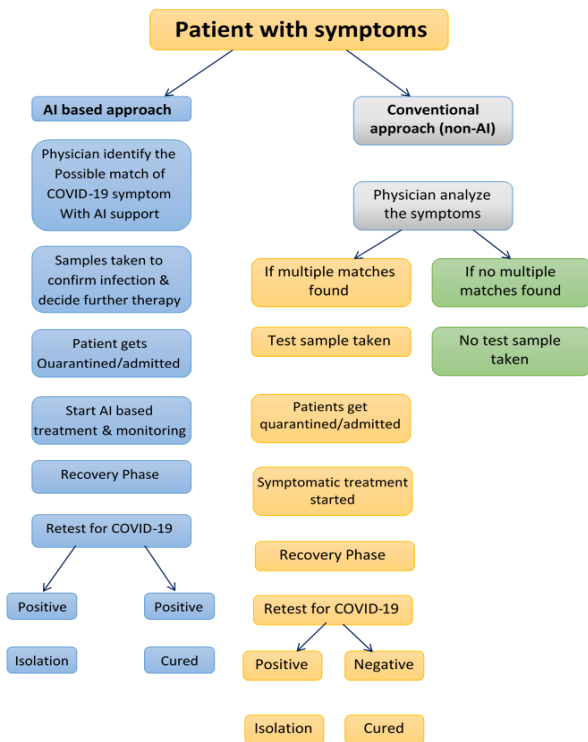 Patient with symptoms
AI based approach
Physician identify the
Possible match of
COVID-19 symptom
With AI support
Samples taken to
confirm infection &
decide further therapy
Patient gets
Quarantined/admitted
Start AI based
treatment & monitoring
Recovery Phase
Retest for COVID-19
Positive
Positive
Isolation
Cured
Conventional
approach (non-AI)
Physician analyze
the symptoms
If multiple matches
found
If no multiple
matches found
Test sample taken
No test sample
taken
Patients get
quarantined/admitted
Symptomatic treatment
started
Recovery Phase
Retest for COVID-19
Positive
Negative
Isolation
Cured